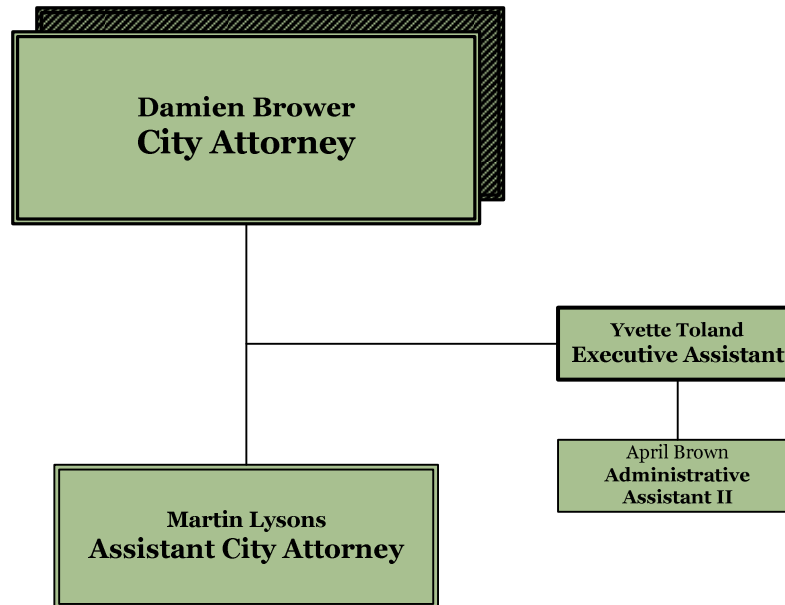 Damien Brower
City Attorney
Yvette Toland
Executive Assistant
April Brown
Administrative
Assistant II
Martin Lysons
Assistant City Attorney